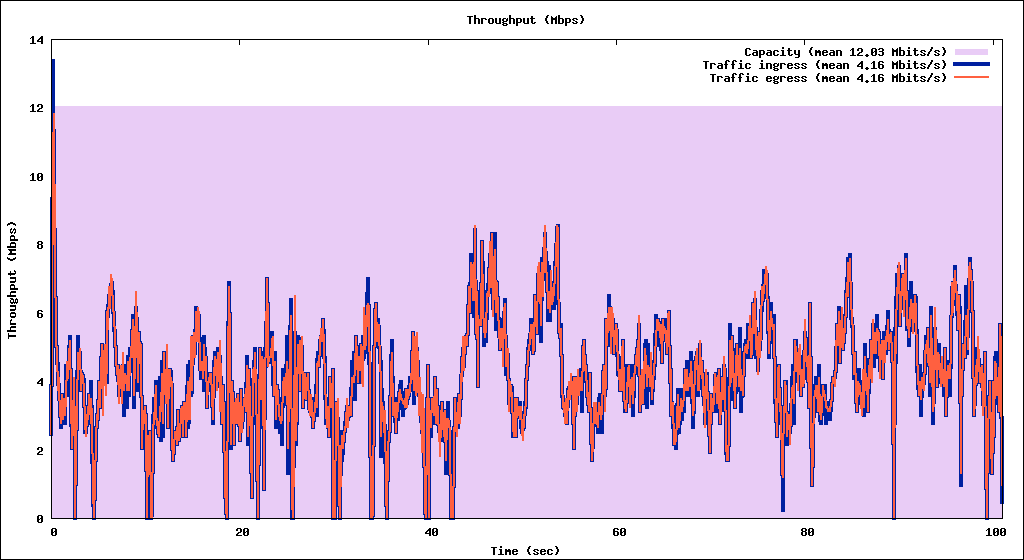 Throughput (Mbps)
Capacity (mean 12.03 Mbits/s)
Traffic ingress (mean 4.16 Mbits/s)
Traffic egress (mean 4.16 Mbits/s)
14
12
10
8
6
4
2
0
Throughput (Mbps)
0 20 40 60 80 100
Time (sec)